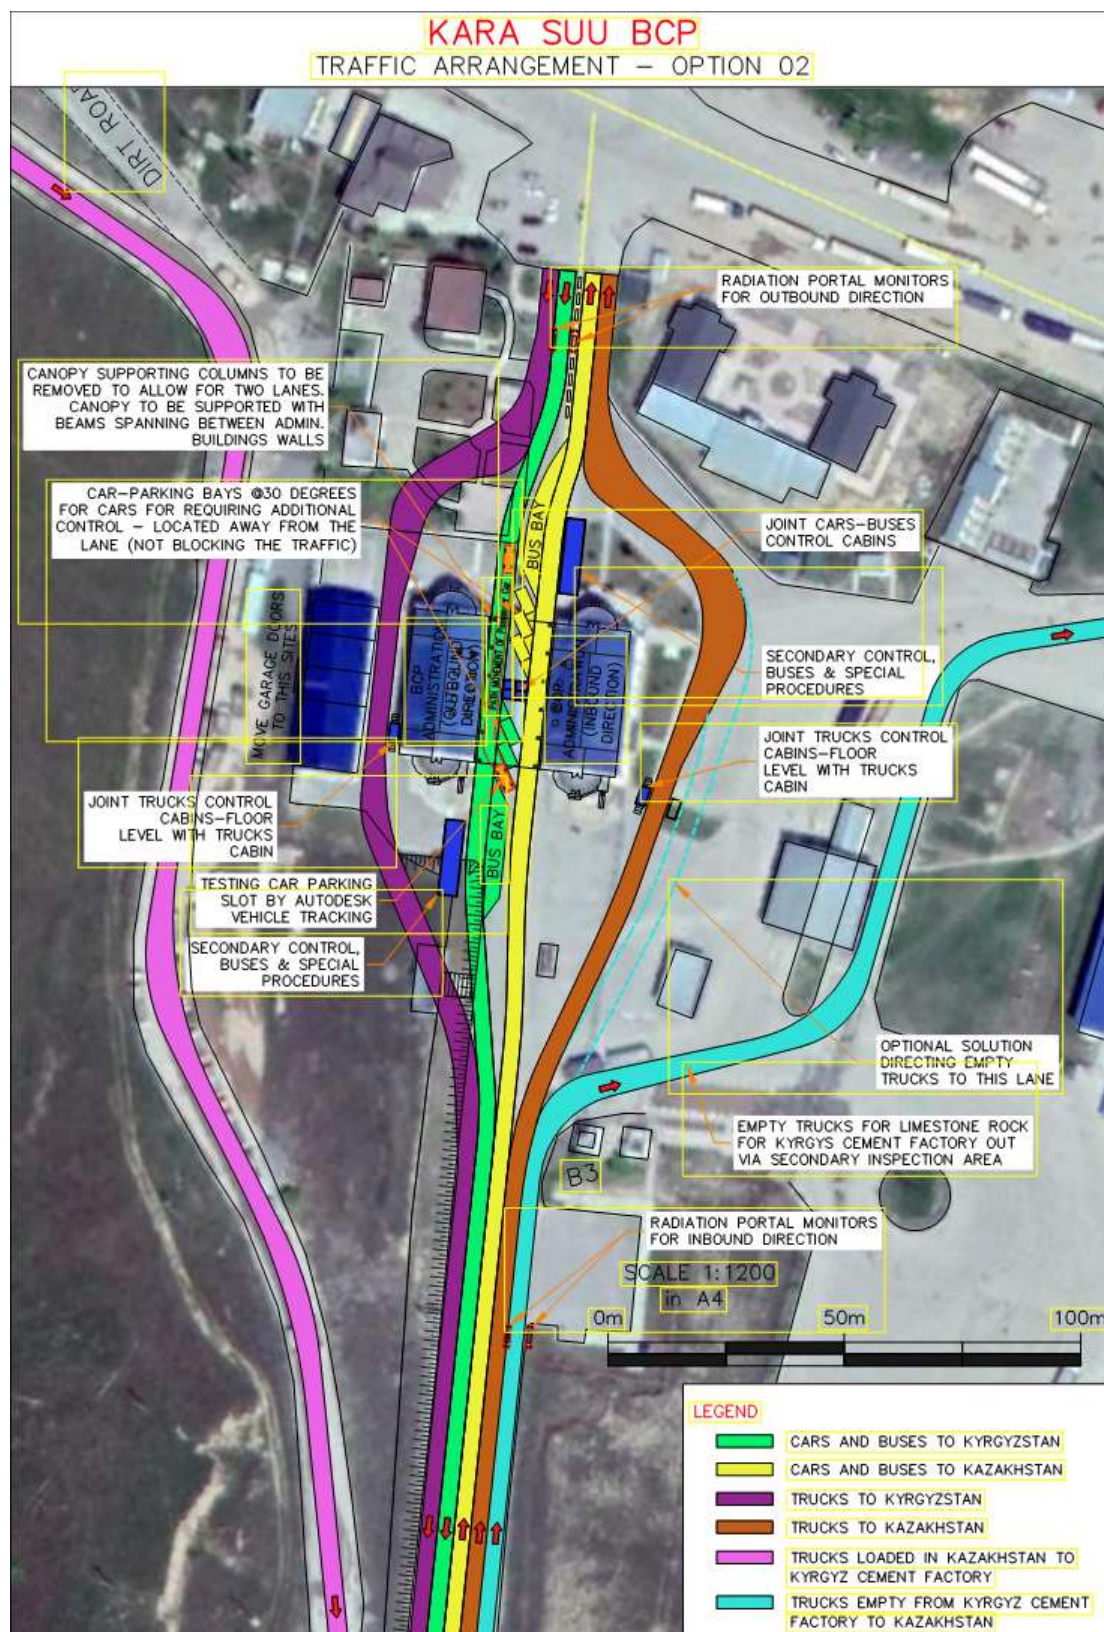 KARA SUU BCP
TRAFFIC ARRANGEMENT – OPTION 02
DIRT ROAD
RADIATION PORTAL MONITORS
FOR OUTBOUND DIRECTION
CANOPY SUPPORTING COLUMNS TO BE
REMOVED TO ALLOW FOR TWO LANES.
CANOPY TO BE SUPPORTED WITH
BEAMS SPANNING BETWEEN ADMIN.
BUILDINGS WALLS
CAR-PARKING BAYS @30 DEGREES
FOR CARS FOR REQUIRING ADDITIONAL
CONTROL – LOCATED AWAY FROM THE
LANE (NOT BLOCKING THE TRAFFIC)
BUS BAY
JOINT CARS-BUSES
CONTROL CABINS
MOVE GARAGE DOORS
TO THIS SITES
BCP
ADMINISTRATION
(OUTBOUND
DIRECTION)
(INBOUND
DIRECTION)
SECONDARY CONTROL,
BUSES & SPECIAL
PROCEDURES
JOINT TRUCKS CONTROL
CABINS-FLOOR
LEVEL WITH TRUCKS
CABIN
JOINT TRUCKS CONTROL
CABINS-FLOOR
LEVEL WITH TRUCKS
CABIN
BUS BAY
TESTING CAR PARKING
SLOT BY AUTODESK
VEHICLE TRACKING
SECONDARY CONTROL,
BUSES & SPECIAL
PROCEDURES
OPTIONAL SOLUTION
DIRECTING EMPTY
TRUCKS TO THIS LANE
EMPTY TRUCKS FOR LIMESTONE ROCK
FOR KYRGYS CEMENT FACTORY OUT
VIA SECONDARY INSPECTION AREA
B3
RADIATION PORTAL MONITORS
FOR INBOUND DIRECTION
SCALE 1:1200
in A4
0m 50m 100m
LEGEND
CARS AND BUSES TO KYRGYZSTAN
CARS AND BUSES TO KAZAKHSTAN
TRUCKS TO KYRGYZSTAN
TRUCKS TO KAZAKHSTAN
TRUCKS LOADED IN KAZAKHSTAN TO
KYRGYZ CEMENT FACTORY
TRUCKS EMPTY FROM KYRGYZ CEMENT
FACTORY TO KAZAKHSTAN